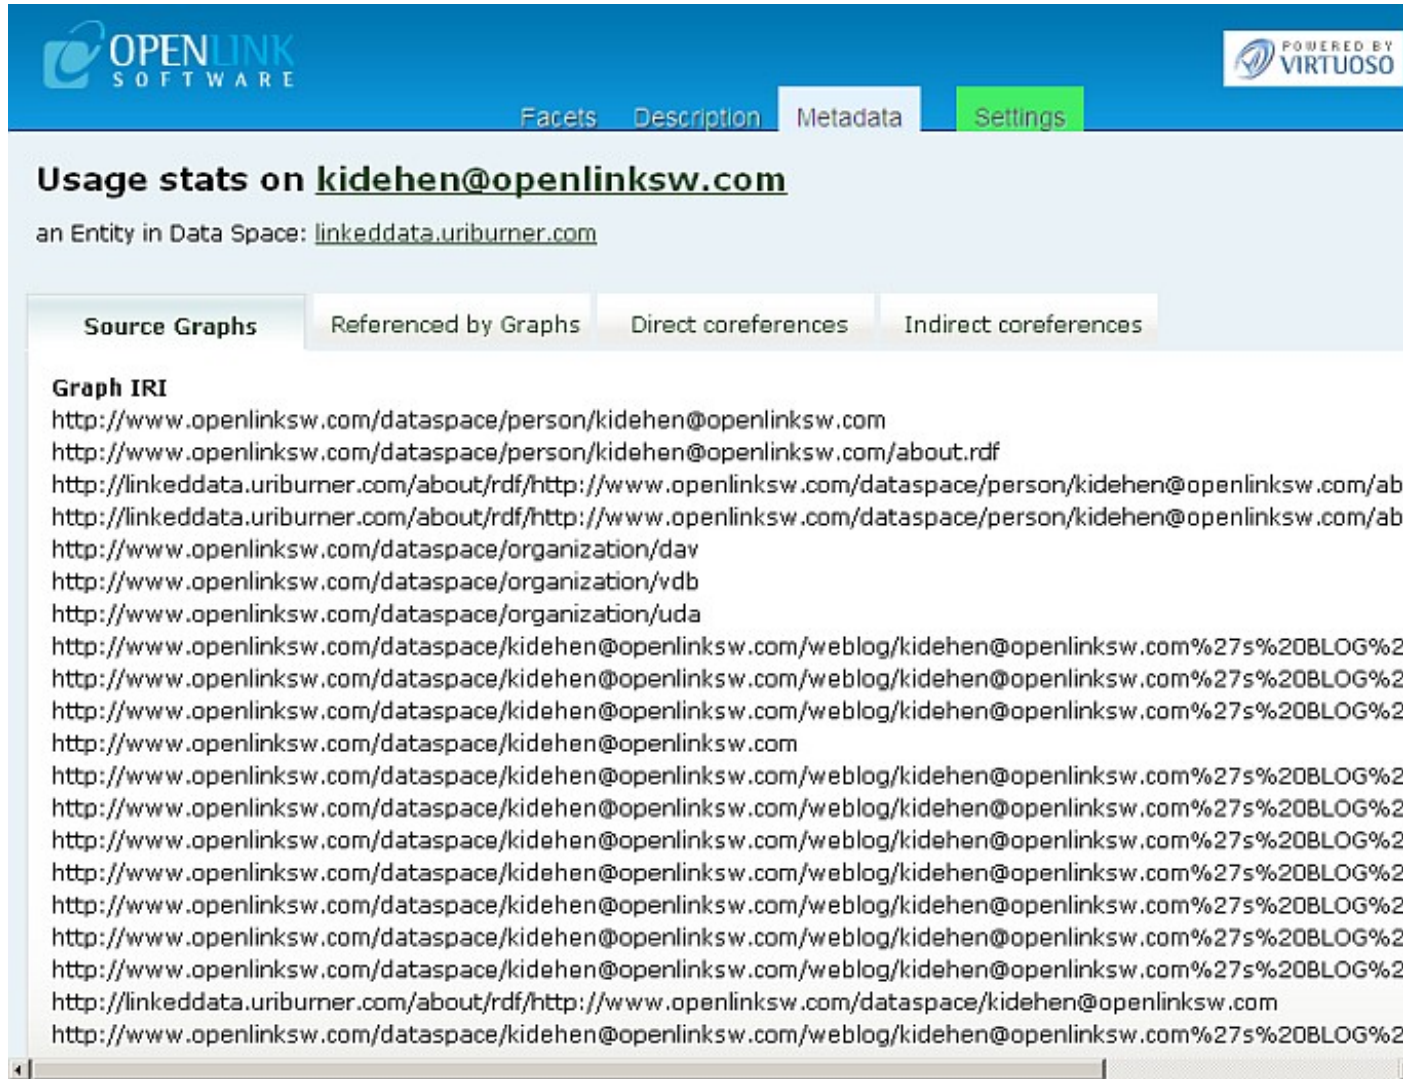 OPENLINK
SOFTWARE
POWERED BY
VIRTUOSO
Facets Description Metadata Settings
Usage stats on kidehen@openlinksw.com
an Entity in Data Space: linkeddata.uriburner.com
Source Graphs Referenced by Graphs Direct coreferences Indirect coreferences
Graph IRI
http://www.openlinksw.com/dataspace/person/kidehen@openlinksw.com
http://www.openlinksw.com/dataspace/person/kidehen@openlinksw.com/about.rdf
http://linkeddata.uriburner.com/about/rdf/http://www.openlinksw.com/dataspace/person/kidehen@openlinksw.com/ab
http://linkeddata.uriburner.com/about/rdf/http://www.openlinksw.com/dataspace/person/kidehen@openlinksw.com/ab
http://www.openlinksw.com/dataspace/organization/dav
http://www.openlinksw.com/dataspace/organization/vdb
http://www.openlinksw.com/dataspace/organization/uda
http://www.openlinksw.com/dataspace/kidehen@openlinksw.com/weblog/kidehen@openlinksw.com%27s%20BLOG%2
http://www.openlinksw.com/dataspace/kidehen@openlinksw.com/weblog/kidehen@openlinksw.com%27s%20BLOG%2
http://www.openlinksw.com/dataspace/kidehen@openlinksw.com/weblog/kidehen@openlinksw.com%27s%20BLOG%2
http://www.openlinksw.com/dataspace/kidehen@openlinksw.com
http://www.openlinksw.com/dataspace/kidehen@openlinksw.com/weblog/kidehen@openlinksw.com%27s%20BLOG%2
http://www.openlinksw.com/dataspace/kidehen@openlinksw.com/weblog/kidehen@openlinksw.com%27s%20BLOG%2
http://www.openlinksw.com/dataspace/kidehen@openlinksw.com/weblog/kidehen@openlinksw.com%27s%20BLOG%2
http://www.openlinksw.com/dataspace/kidehen@openlinksw.com/weblog/kidehen@openlinksw.com%27s%20BLOG%2
http://www.openlinksw.com/dataspace/kidehen@openlinksw.com/weblog/kidehen@openlinksw.com%27s%20BLOG%2
http://www.openlinksw.com/dataspace/kidehen@openlinksw.com/weblog/kidehen@openlinksw.com%27s%20BLOG%2
http://www.openlinksw.com/dataspace/kidehen@openlinksw.com/weblog/kidehen@openlinksw.com%27s%20BLOG%2
http://linkeddata.uriburner.com/about/rdf/http://www.openlinksw.com/dataspace/kidehen@openlinksw.com
http://www.openlinksw.com/dataspace/kidehen@openlinksw.com/weblog/kidehen@openlinksw.com%27s%20BLOG%2